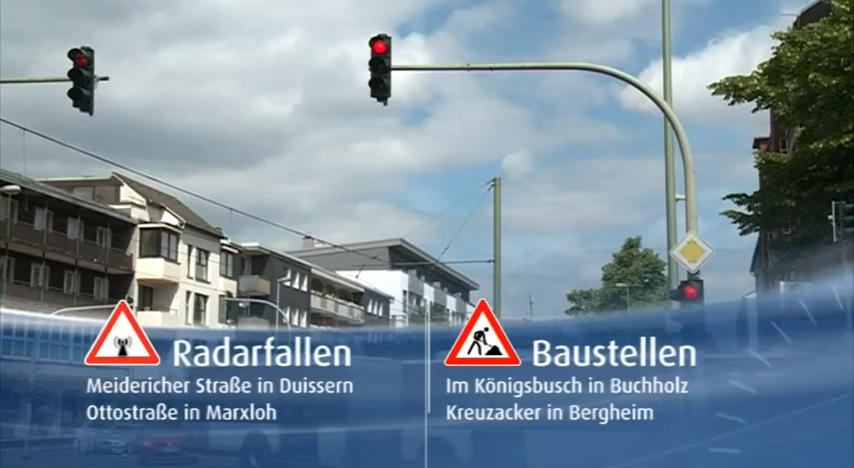 Radarfallen
Meidericher Straße in Duissern
Ottostraße in Marxloh
Baustellen
Im Königsbusch in Buchholz
Kreuzacker in Bergheim